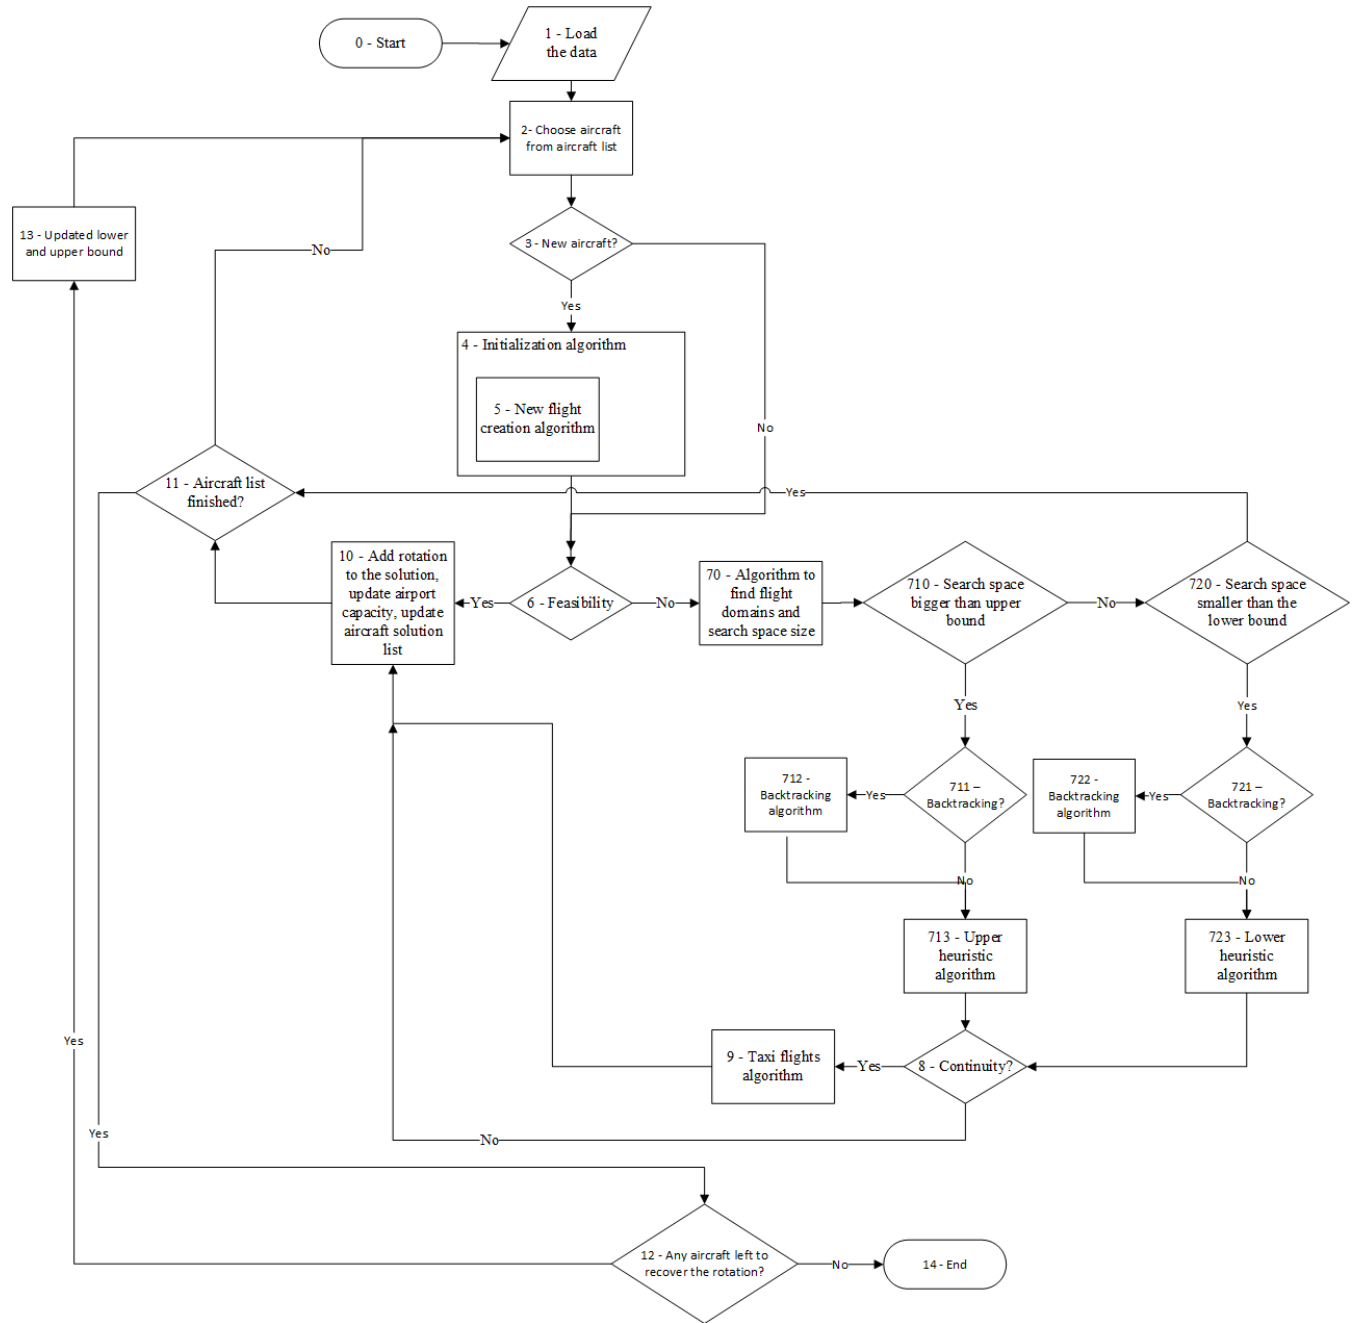 0 - Start
1 - Load
the data
2- Choose aircraft
from aircraft list
13 - Updated lower
and upper bound
3 - New aircraft?
No
Yes
4 - Initialization algorithm
5 - New flight
creation algorithm
No
11 - Aircraft list
finished?
Yes
10 - Add rotation
to the solution,
update airport
capacity, update
aircraft solution
list
Yes
6 - Feasibility
No
70 - Algorithm to
find flight
domains and
search space size
710 - Search space
bigger than upper
bound
No
720 - Search space
smaller than the
lower bound
Yes
Yes
712 -
Backtracking
algorithm
Yes
711 –
Backtracking?
722 -
Backtracking
algorithm
Yes
721 –
Backtracking?
No
No
713 - Upper
heuristic
algorithm
723 - Lower
heuristic
algorithm
Yes
9 - Taxi flights
algorithm
Yes
8 - Continuity?
Yes
No
12 - Any aircraft left to
recover the rotation?
No
14 - End